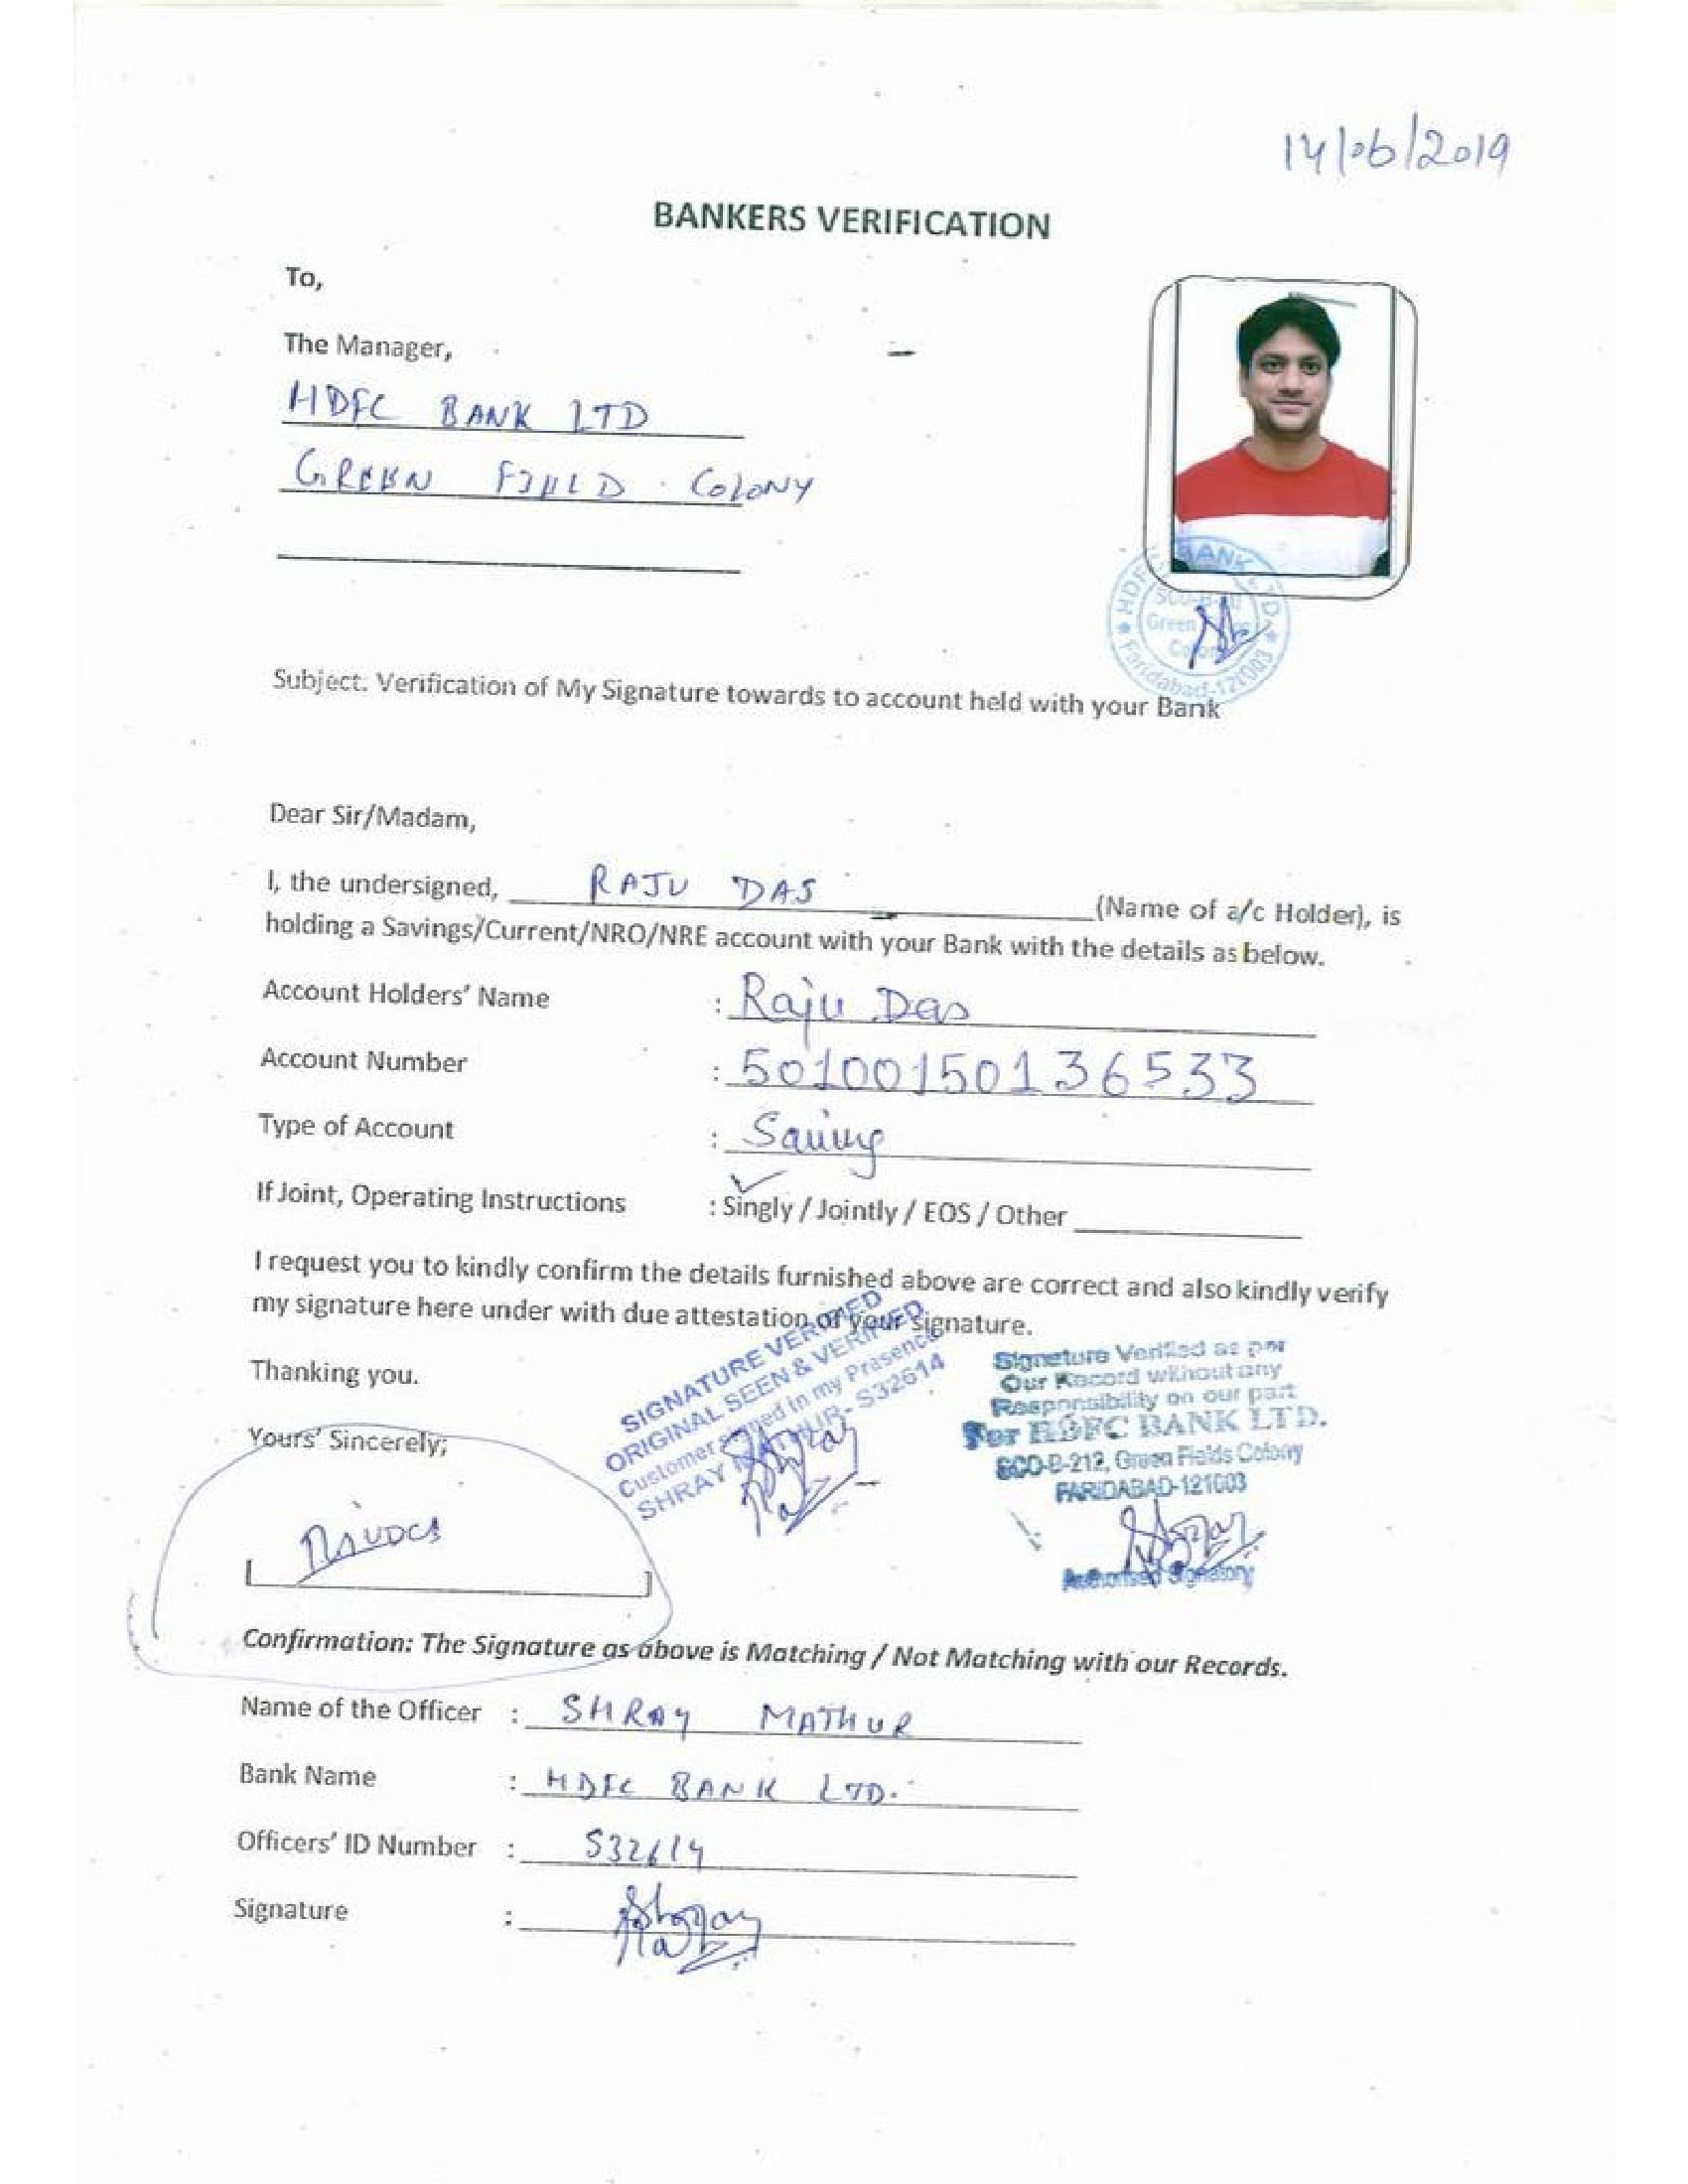 14/06/2019
BANKERS VERIFICATION
To,
The Manager,
HDFC BANK LTD
GREEN FIELD COLONY
HDFC BANK LTD
SCO-B-
Green
Colony
Faridabad-121003
Subject: Verification of My Signature towards to account held with your Bank
Dear Sir/Madam,
I, the undersigned, RAJU DAS (Name of a/c Holder), is
holding a Savings/Current/NRO/NRE account with your Bank with the details as below.
Account Holders' Name : Raju Das
Account Number : 50100150136533
Type of Account : Saving
If Joint, Operating Instructions : Singly / Jointly / EOS / Other
I request you to kindly confirm the details furnished above are correct and also kindly verify
my signature here under with due attestation of your signature.
Thanking you.
SIGNATURE VERIFIED
ORIGINAL SEEN & VERIFIED
Customer signed in my Prasence
SHRAY MATHUR- S32614
Signature Verified as per
Our Record without any
Responsibility on our part
For HDFC BANK LTD.
SCO-B-212, Green Fields Colony
FARIDABAD-121003
Authorised Signatory
Yours' Sincerely;
Confirmation: The Signature as above is Matching / Not Matching with our Records.
Name of the Officer : SHRAY MATHUR
Bank Name : HDFC BANK LTD.
Officers' ID Number : S32614
Signature :